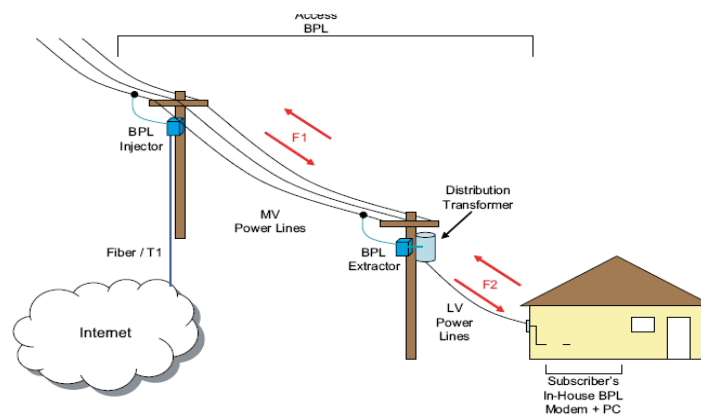 Access
BPL
BPL
Injector
F1
MV
Power Lines
Distribution
Transformer
BPL
Extractor
Fiber / T1
F2
LV
Power
Lines
Internet
Subscriber's
In-House BPL
Modem + PC